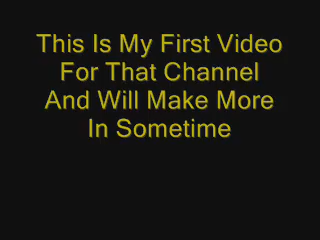 This Is My First Video
For That Channel
And Will Make More
In Sometime